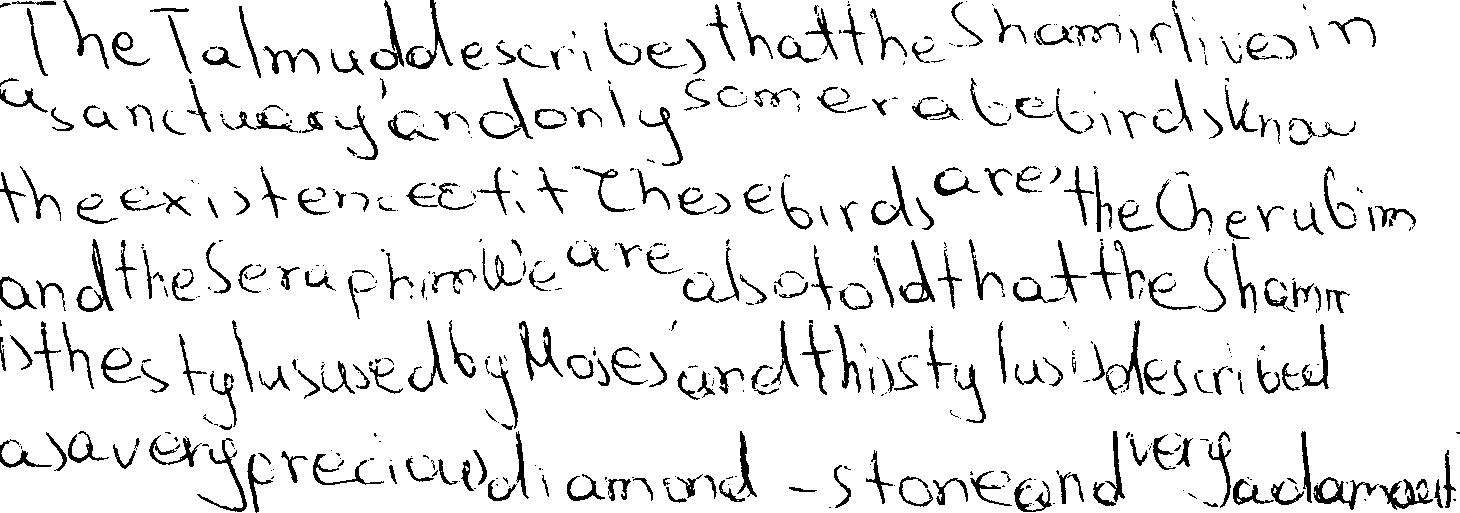 The Talmud describes that the Shamir lives in
a sanctuary and only some rabe birds know
the existence of it These birds are, the Cherubim
and the Seraphim We are also told that the Shamir
is the stylus used by Moses and this stylus is described
as a very precious diamond - stone and very adamant